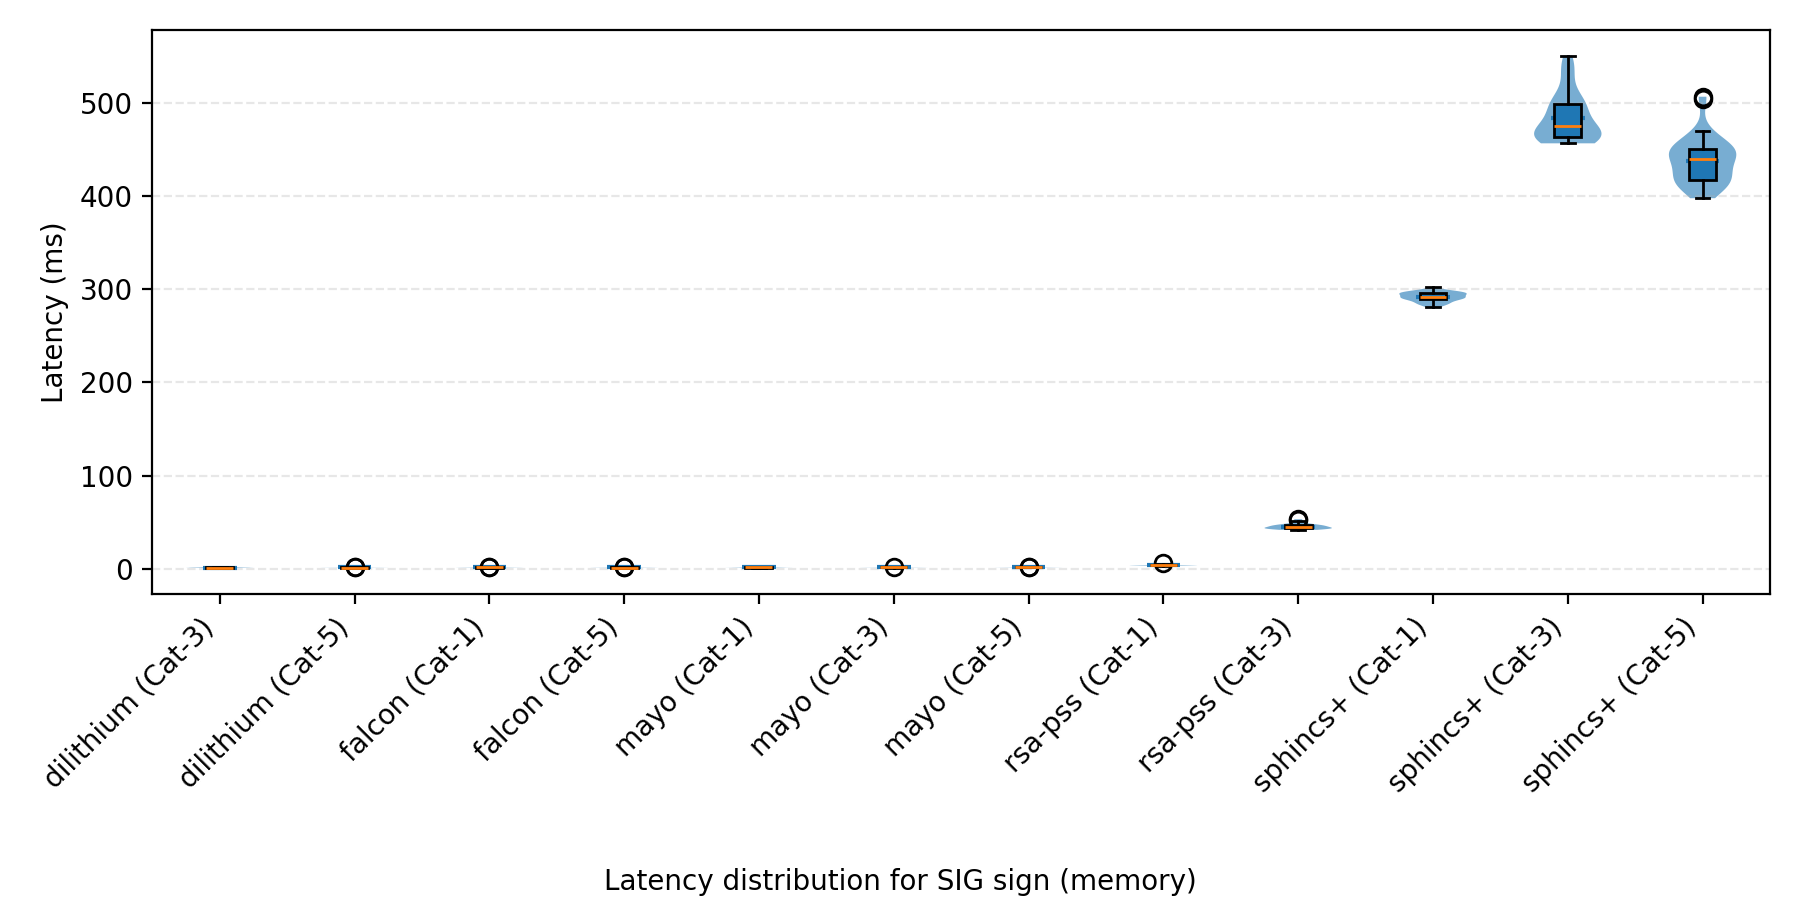 Latency (ms)
500
400
300
200
100
0
dilithium (Cat-3)
dilithium (Cat-5)
falcon (Cat-1)
falcon (Cat-5)
mayo (Cat-1)
mayo (Cat-3)
mayo (Cat-5)
rsa-pss (Cat-1)
rsa-pss (Cat-3)
sphincs+ (Cat-1)
sphincs+ (Cat-3)
sphincs+ (Cat-5)
Latency distribution for SIG sign (memory)